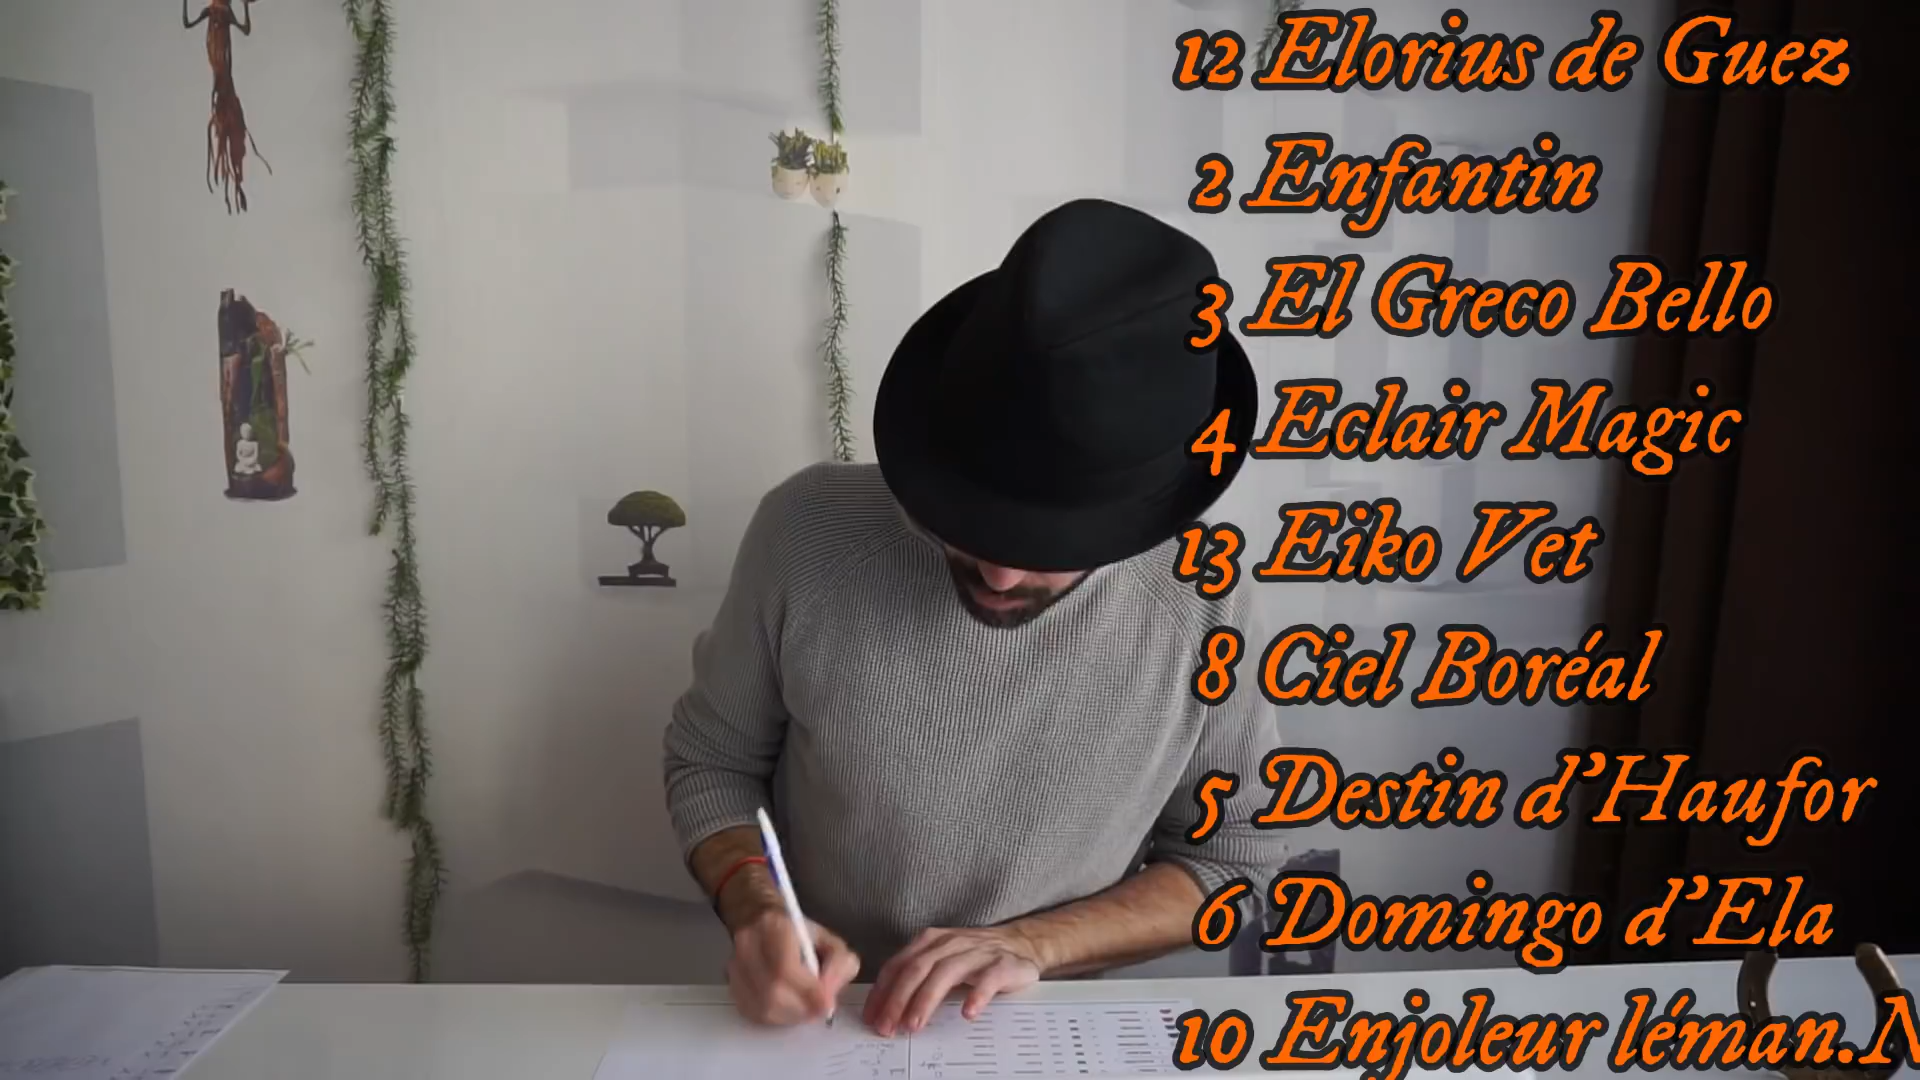 12 Elorius de Guez
2 Enfantin
3 El Greco Bello
4 Eclair Magic
13 Eiko Vet
8 Ciel Boréal
5 Destin d'Haufor
6 Domingo d'Ela
10 Enjoleur léman.N